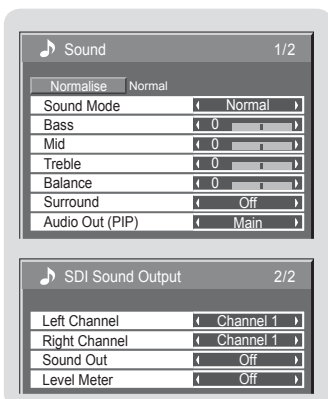 Sound 1/2
Normalise Normal
Sound Mode Normal
Bass 0
Mid 0
Treble 0
Balance 0
Surround Off
Audio Out (PIP) Main
SDI Sound Output 2/2
Left Channel Channel 1
Right Channel Channel 1
Sound Out Off
Level Meter Off